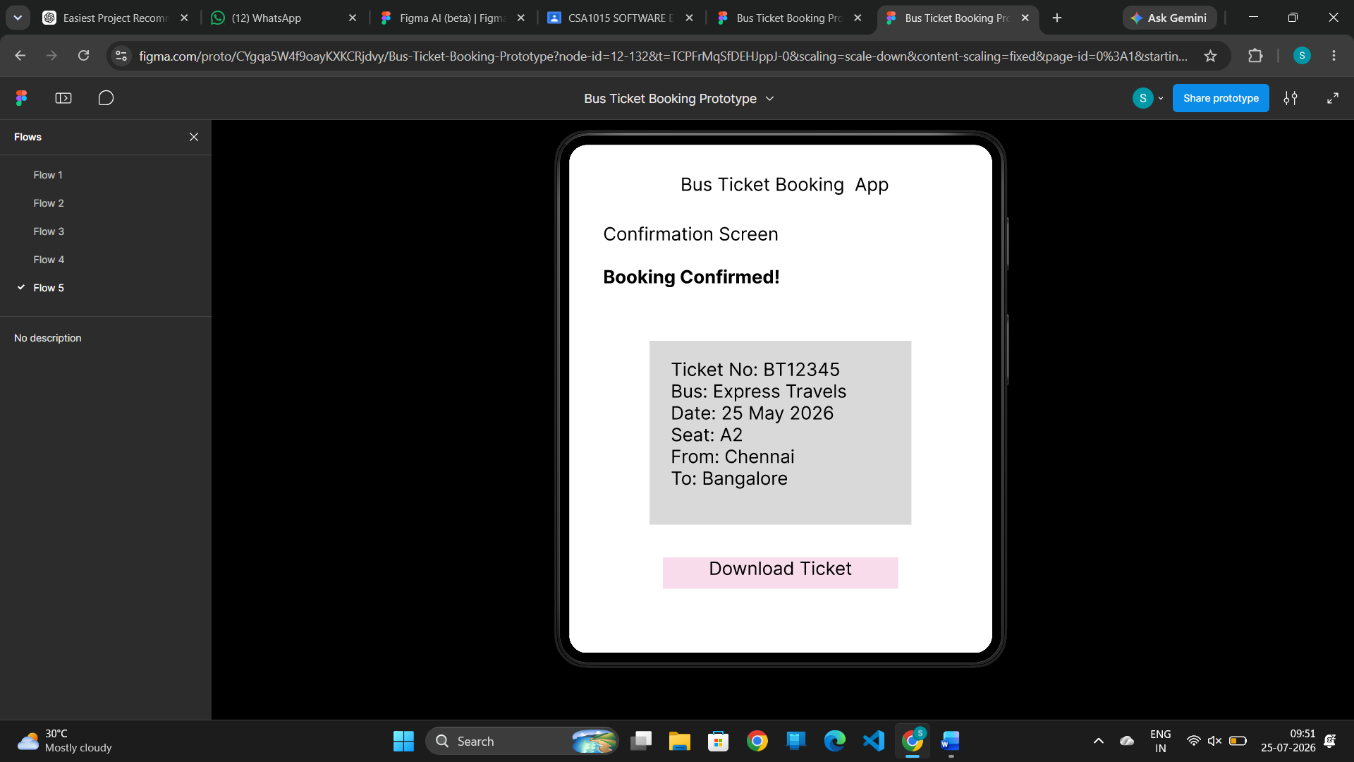 Easiest Project Recom
(12) WhatsApp
Figma AI (beta) | Figma
CSA1015 SOFTWARE E
Bus Ticket Booking Pro
Bus Ticket Booking Pro
Ask Gemini
figma.com/proto/CYgqa5W4f9oayKXKCRjdvy/Bus-Ticket-Booking-Prototype?node-id=12-132&t=TCPFrMqSfDEHJppJ-0&scaling=scale-down&content-scaling=fixed&page-id=0%3A1&startin...
S
Bus Ticket Booking Prototype
S
Share prototype
Flows
Flow 1
Flow 2
Flow 3
Flow 4
Flow 5
No description
Bus Ticket Booking App
Confirmation Screen
Booking Confirmed!
Ticket No: BT12345
Bus: Express Travels
Date: 25 May 2026
Seat: A2
From: Chennai
To: Bangalore
Download Ticket
30°C
Mostly cloudy
Search
S
ENG
IN
09:51
25-07-2026